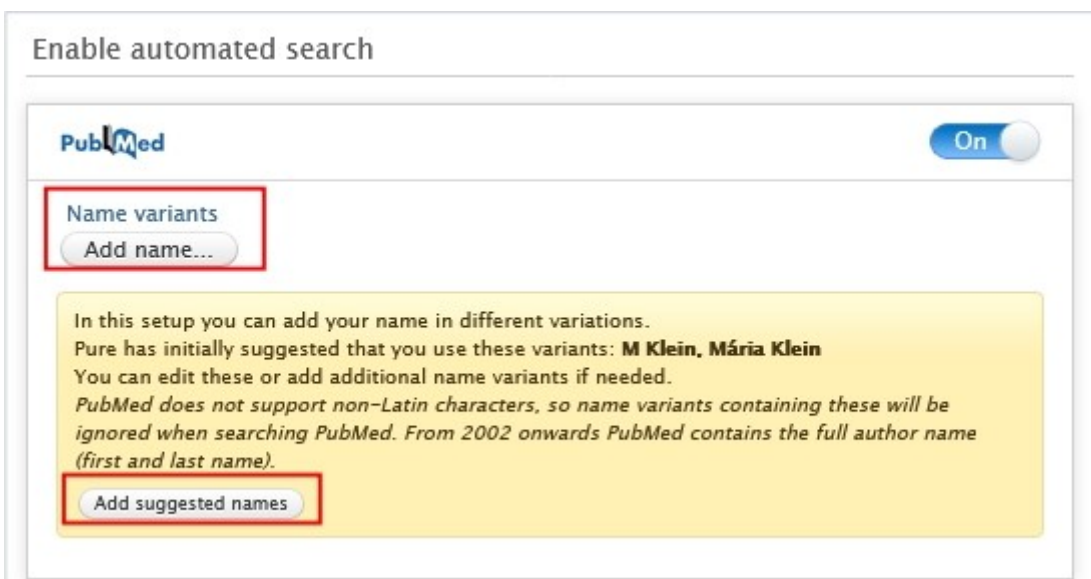 Enable automated search
PubMed
On
Name variants
Add name...
In this setup you can add your name in different variations.
Pure has initially suggested that you use these variants: M Klein, Mária Klein
You can edit these or add additional name variants if needed.
PubMed does not support non-Latin characters, so name variants containing these will be
ignored when searching PubMed. From 2002 onwards PubMed contains the full author name
(first and last name).
Add suggested names